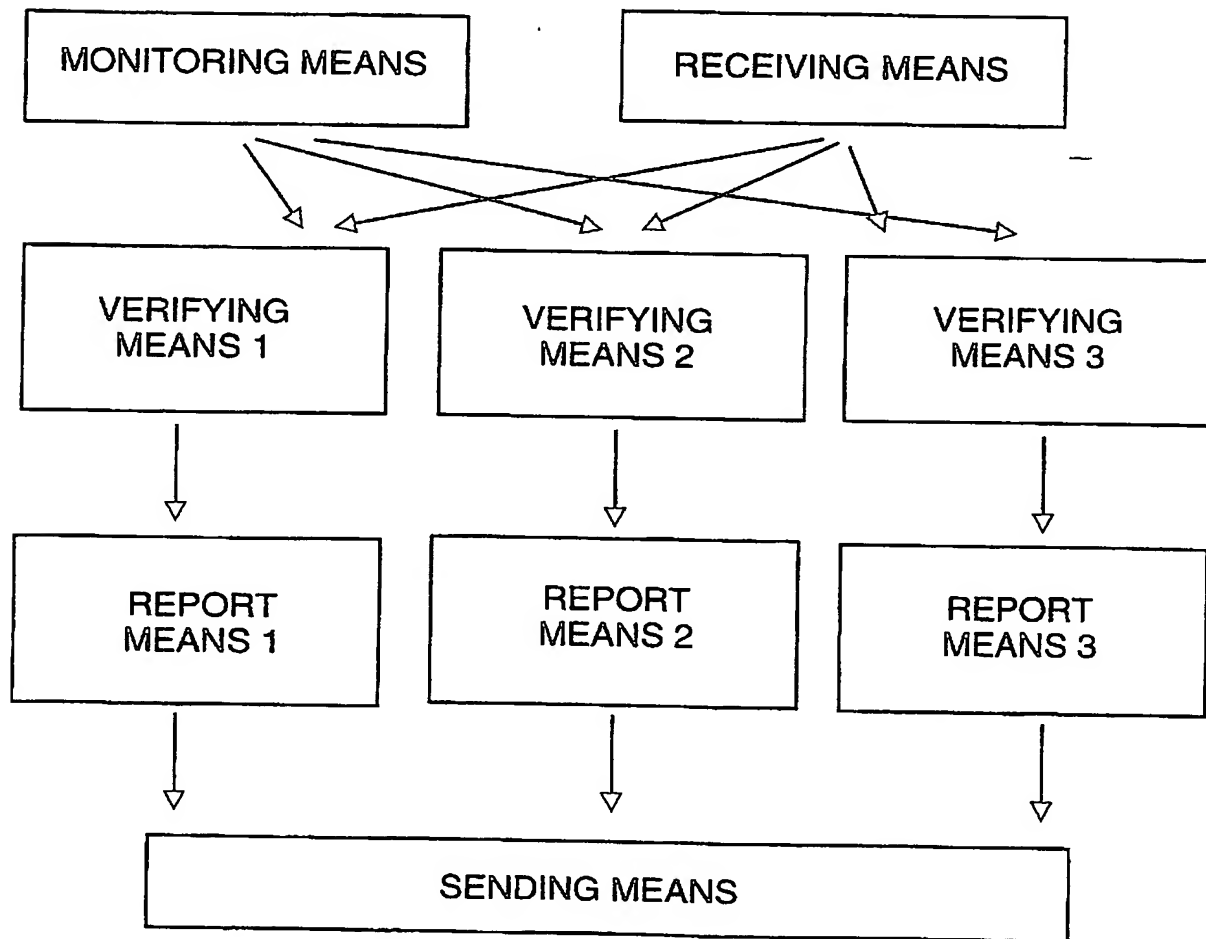 MONITORING MEANS
RECEIVING MEANS
VERIFYING
MEANS 1
VERIFYING
MEANS 2
VERIFYING
MEANS 3
REPORT
MEANS 1
REPORT
MEANS 2
REPORT
MEANS 3
SENDING MEANS